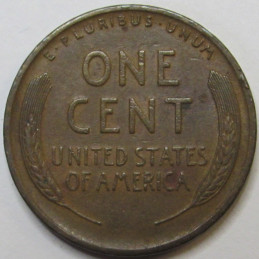 E·PLURIBUS·UNUM
ONE
CENT
UNITED STATES
OF AMERICA